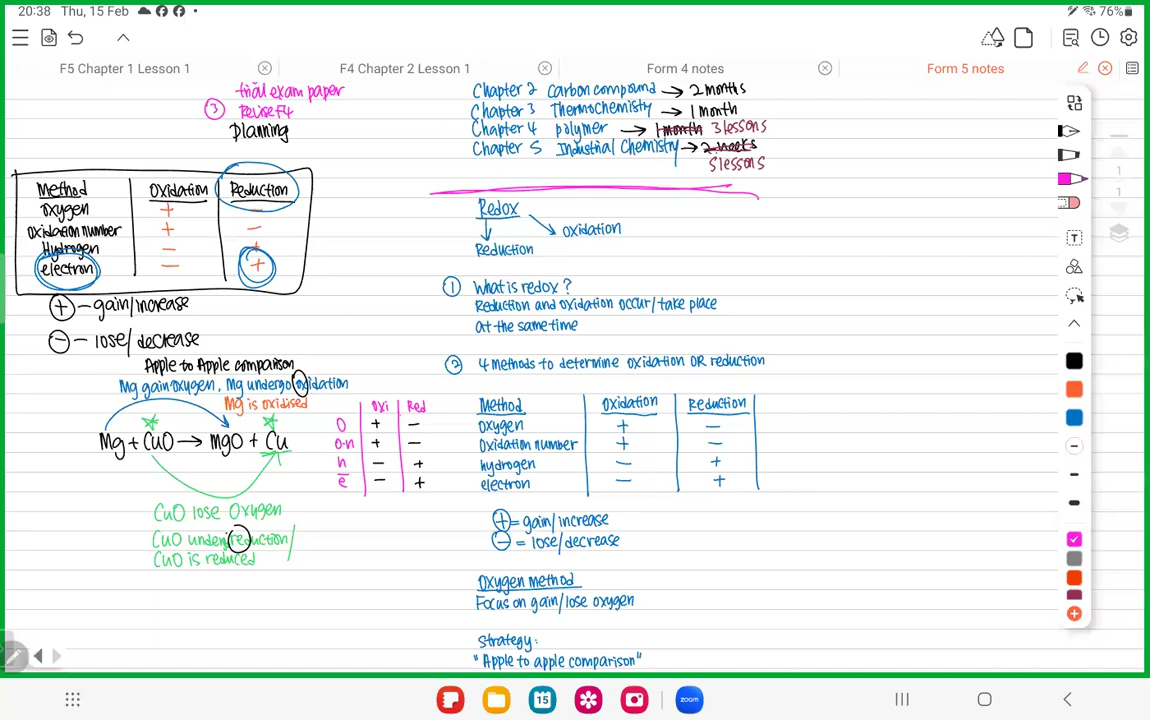 20:38 Thu, 15 Feb
76%
F5 Chapter 1 Lesson 1
F4 Chapter 2 Lesson 1
Form 4 notes
Form 5 notes
trial exam paper
③ Revise F4
planning
Method Oxidation Reduction
oxygen + −
oxidation number + −
Hydrogen − +
electron − +
+ − gain/increase
− − lose/decrease
Apple to Apple comparison
Mg gain oxygen, Mg undergo oxidation
Mg is oxidised
Mg + CuO → MgO + Cu
CuO lose Oxygen
CuO undergo reduction/
CuO is reduced
Oxi Red
O + −
O.n + −
h − +
e − +
Chapter 2 Carbon compound → 2 months
Chapter 3 Thermochemistry → 1 month
Chapter 4 polymer → 1 month 3 lessons
Chapter 5 Industrial Chemistry → 2 weeks
5 lessons
Redox
Reduction
oxidation
① What is redox?
Reduction and oxidation occur/take place
at the same time
② 4 methods to determine oxidation OR reduction
Method Oxidation Reduction
oxygen + −
oxidation number + −
hydrogen − +
electron − +
+ = gain/increase
− = lose/decrease
Oxygen method
Focus on gain/lose oxygen
Strategy:
"Apple to apple comparison"
T
1
1
15
zoom